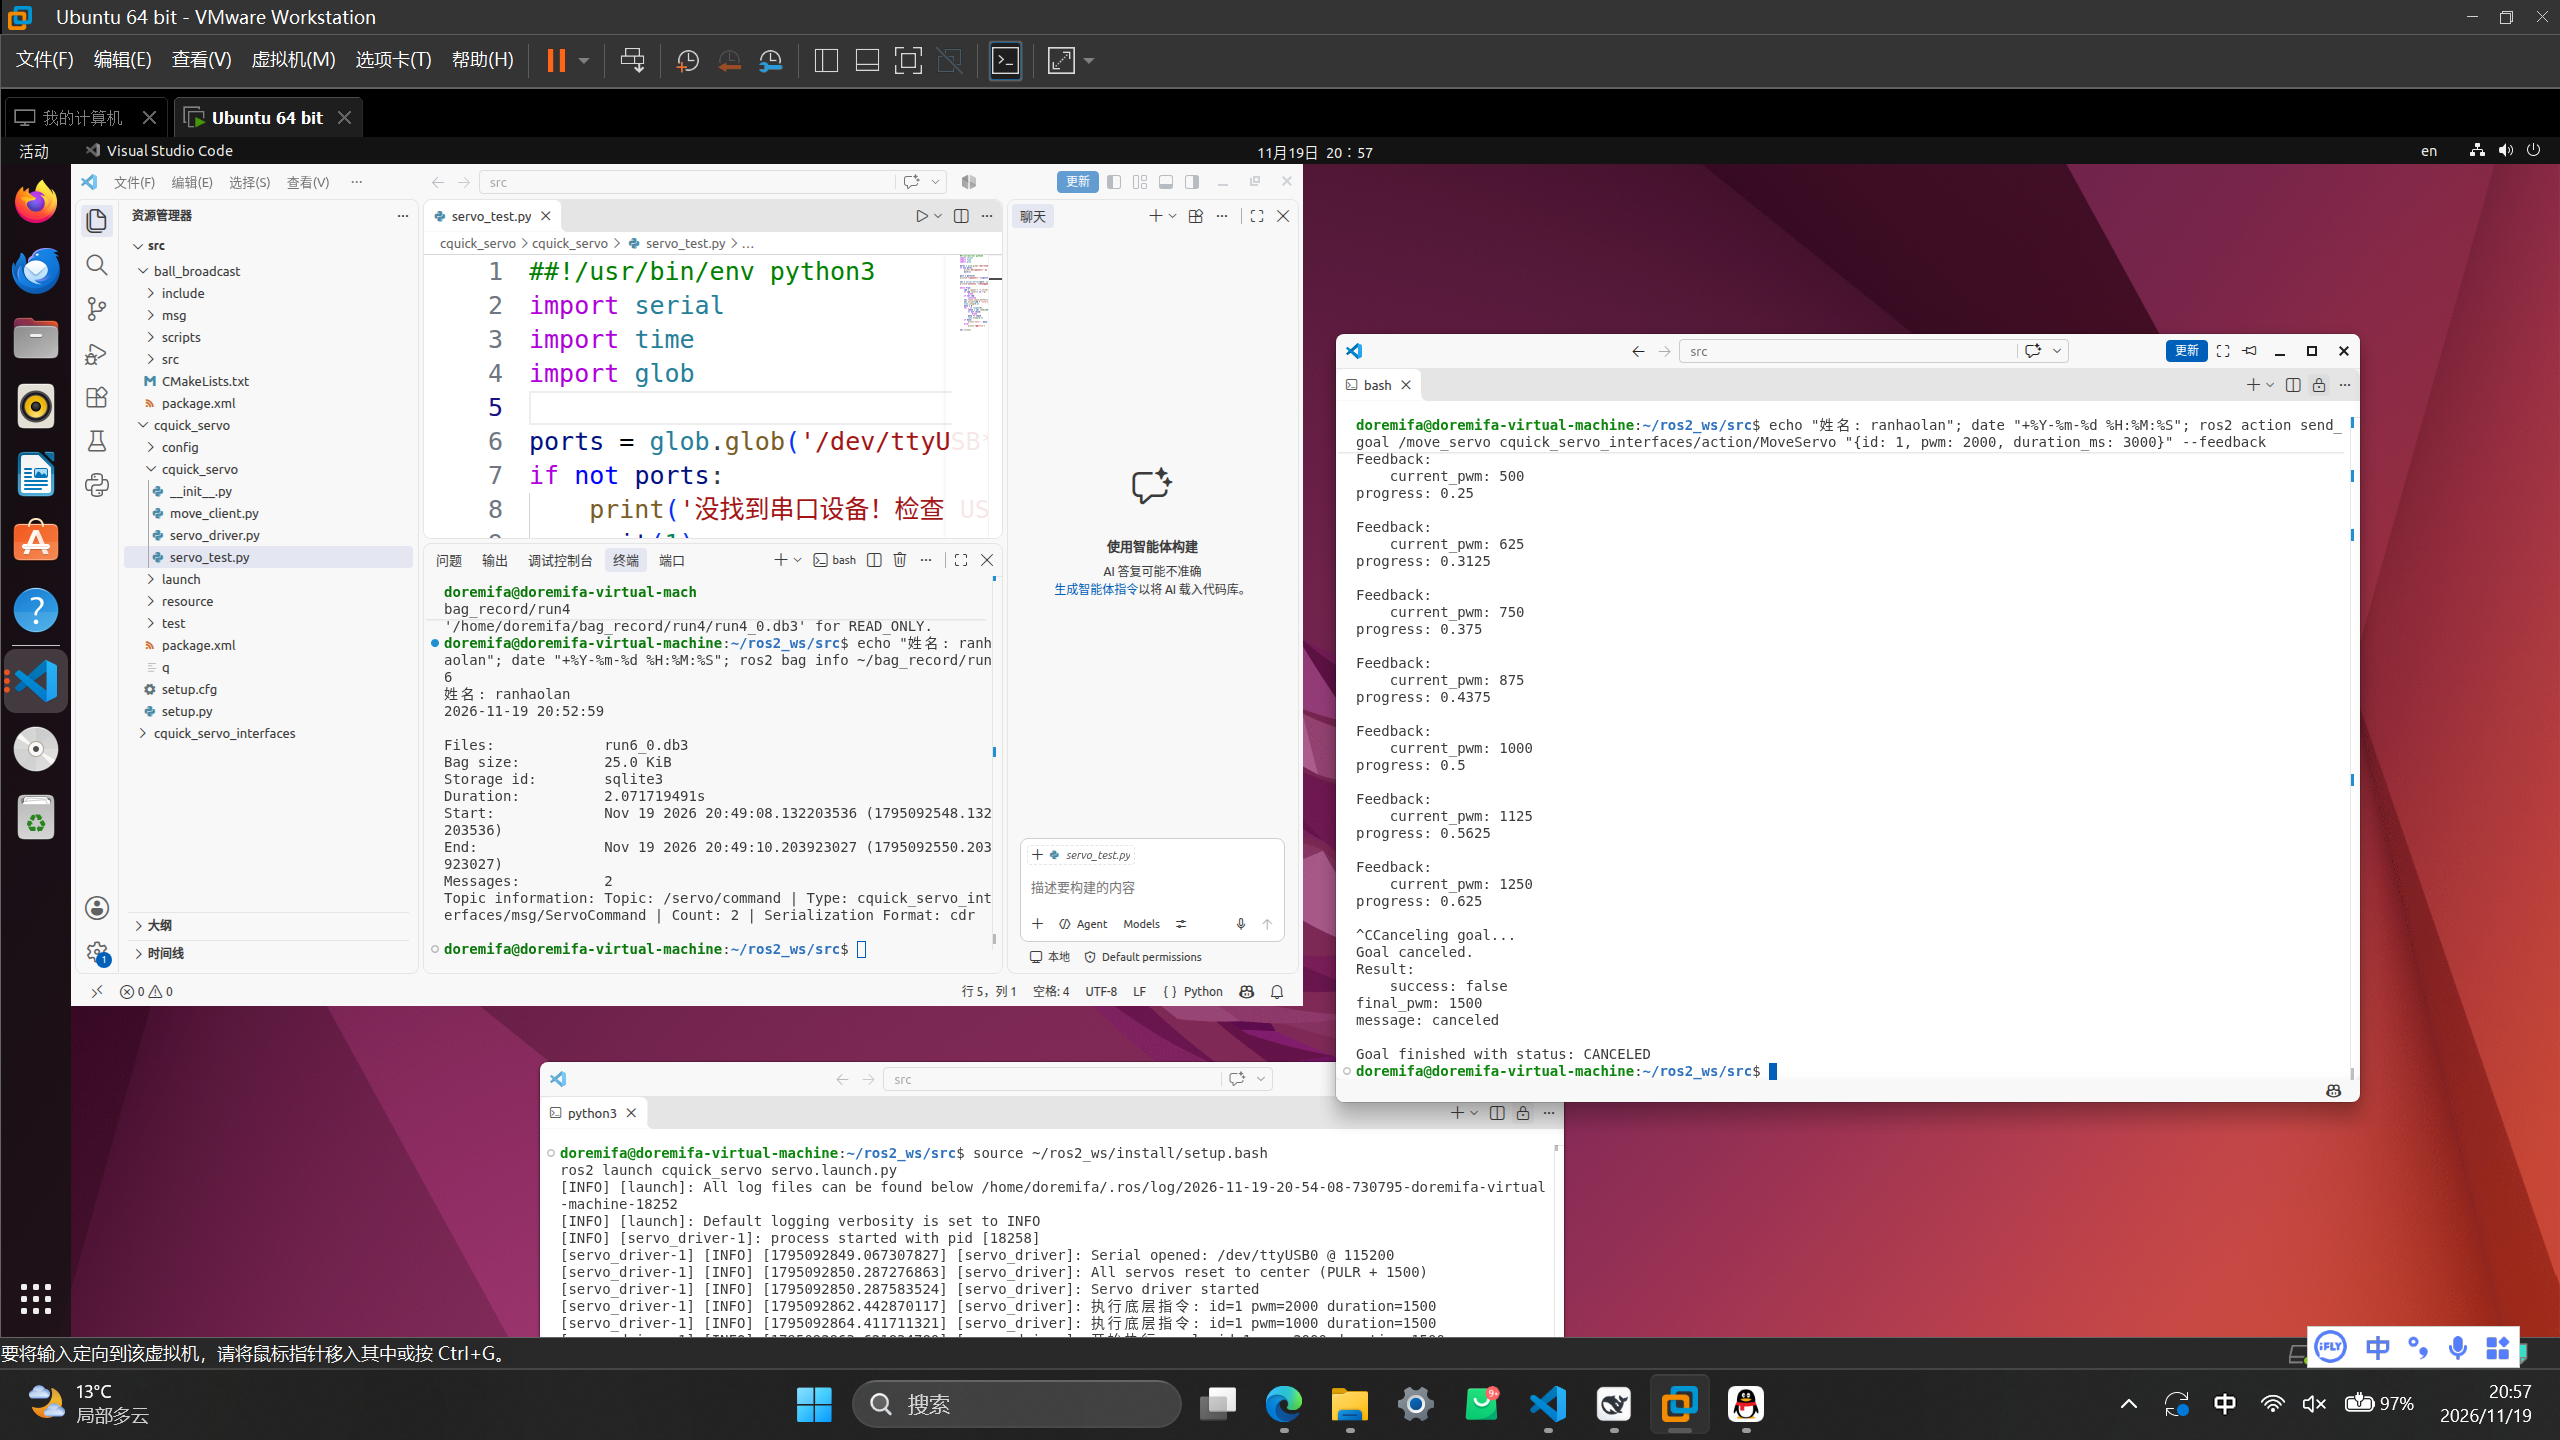 Ubuntu 64 bit - VMware Workstation
文件(F) 编辑(E) 查看(V) 虚拟机(M) 选项卡(T) 帮助(H)
我的计算机
Ubuntu 64 bit
活动
Visual Studio Code
11月19日 20：57
en
文件(F) 编辑(E) 选择(S) 查看(V) ···
src
更新
资源管理器
src
ball_broadcast
include
msg
scripts
src
CMakeLists.txt
package.xml
cquick_servo
config
cquick_servo
__init__.py
move_client.py
servo_driver.py
servo_test.py
launch
resource
test
package.xml
q
setup.cfg
setup.py
cquick_servo_interfaces
大纲
时间线
1
servo_test.py
cquick_servo > cquick_servo > servo_test.py > ...
1 ##!/usr/bin/env python3
2 import serial
3 import time
4 import glob
5
6 ports = glob.glob('/dev/ttyUSB*
7 if not ports:
8 print('没找到串口设备！检查 US
问题 输出 调试控制台 终端 端口
bash
doremifa@doremifa-virtual-mach
bag_record/run4
'/home/doremifa/bag_record/run4/run4_0.db3' for READ_ONLY.
doremifa@doremifa-virtual-machine:~/ros2_ws/src$ echo "姓名: ranh
aolan"; date "+%Y-%m-%d %H:%M:%S"; ros2 bag info ~/bag_record/run
6
姓名: ranhaolan
2026-11-19 20:52:59
Files: run6_0.db3
Bag size: 25.0 KiB
Storage id: sqlite3
Duration: 2.071719491s
Start: Nov 19 2026 20:49:08.132203536 (1795092548.132
203536)
End: Nov 19 2026 20:49:10.203923027 (1795092550.203
923027)
Messages: 2
Topic information: Topic: /servo/command | Type: cquick_servo_int
erfaces/msg/ServoCommand | Count: 2 | Serialization Format: cdr
doremifa@doremifa-virtual-machine:~/ros2_ws/src$
聊天
使用智能体构建
AI 答复可能不准确
生成智能体指令以将 AI 载入代码库。
servo_test.py
描述要构建的内容
Agent Models
本地 Default permissions
0 0
行 5，列 1 空格: 4 UTF-8 LF { } Python
src
更新
bash
doremifa@doremifa-virtual-machine:~/ros2_ws/src$ echo "姓名: ranhaolan"; date "+%Y-%m-%d %H:%M:%S"; ros2 action send_
goal /move_servo cquick_servo_interfaces/action/MoveServo "{id: 1, pwm: 2000, duration_ms: 3000}" --feedback
Feedback:
current_pwm: 500
progress: 0.25
Feedback:
current_pwm: 625
progress: 0.3125
Feedback:
current_pwm: 750
progress: 0.375
Feedback:
current_pwm: 875
progress: 0.4375
Feedback:
current_pwm: 1000
progress: 0.5
Feedback:
current_pwm: 1125
progress: 0.5625
Feedback:
current_pwm: 1250
progress: 0.625
^CCanceling goal...
Goal canceled.
Result:
success: false
final_pwm: 1500
message: canceled
Goal finished with status: CANCELED
doremifa@doremifa-virtual-machine:~/ros2_ws/src$
src
python3
doremifa@doremifa-virtual-machine:~/ros2_ws/src$ source ~/ros2_ws/install/setup.bash
ros2 launch cquick_servo servo.launch.py
[INFO] [launch]: All log files can be found below /home/doremifa/.ros/log/2026-11-19-20-54-08-730795-doremifa-virtual
-machine-18252
[INFO] [launch]: Default logging verbosity is set to INFO
[INFO] [servo_driver-1]: process started with pid [18258]
[servo_driver-1] [INFO] [1795092849.067307827] [servo_driver]: Serial opened: /dev/ttyUSB0 @ 115200
[servo_driver-1] [INFO] [1795092850.287276863] [servo_driver]: All servos reset to center (PULR + 1500)
[servo_driver-1] [INFO] [1795092850.287583524] [servo_driver]: Servo driver started
[servo_driver-1] [INFO] [1795092862.442870117] [servo_driver]: 执行底层指令: id=1 pwm=2000 duration=1500
[servo_driver-1] [INFO] [1795092864.411711321] [servo_driver]: 执行底层指令: id=1 pwm=1000 duration=1500
要将输入定向到该虚拟机，请将鼠标指针移入其中或按 Ctrl+G。
iFLY 中
13°C
局部多云
搜索
9+
中
97%
20:57
2026/11/19